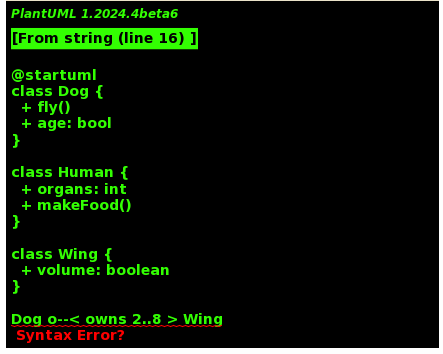 PlantUML 1.2024.4beta6
[From string (line 16) ]
@startuml
class Dog {
+ fly()
+ age: bool
}
class Human {
+ organs: int
+ makeFood()
}
class Wing {
+ volume: boolean
}
Dog o--< owns 2..8 > Wing
Syntax Error?